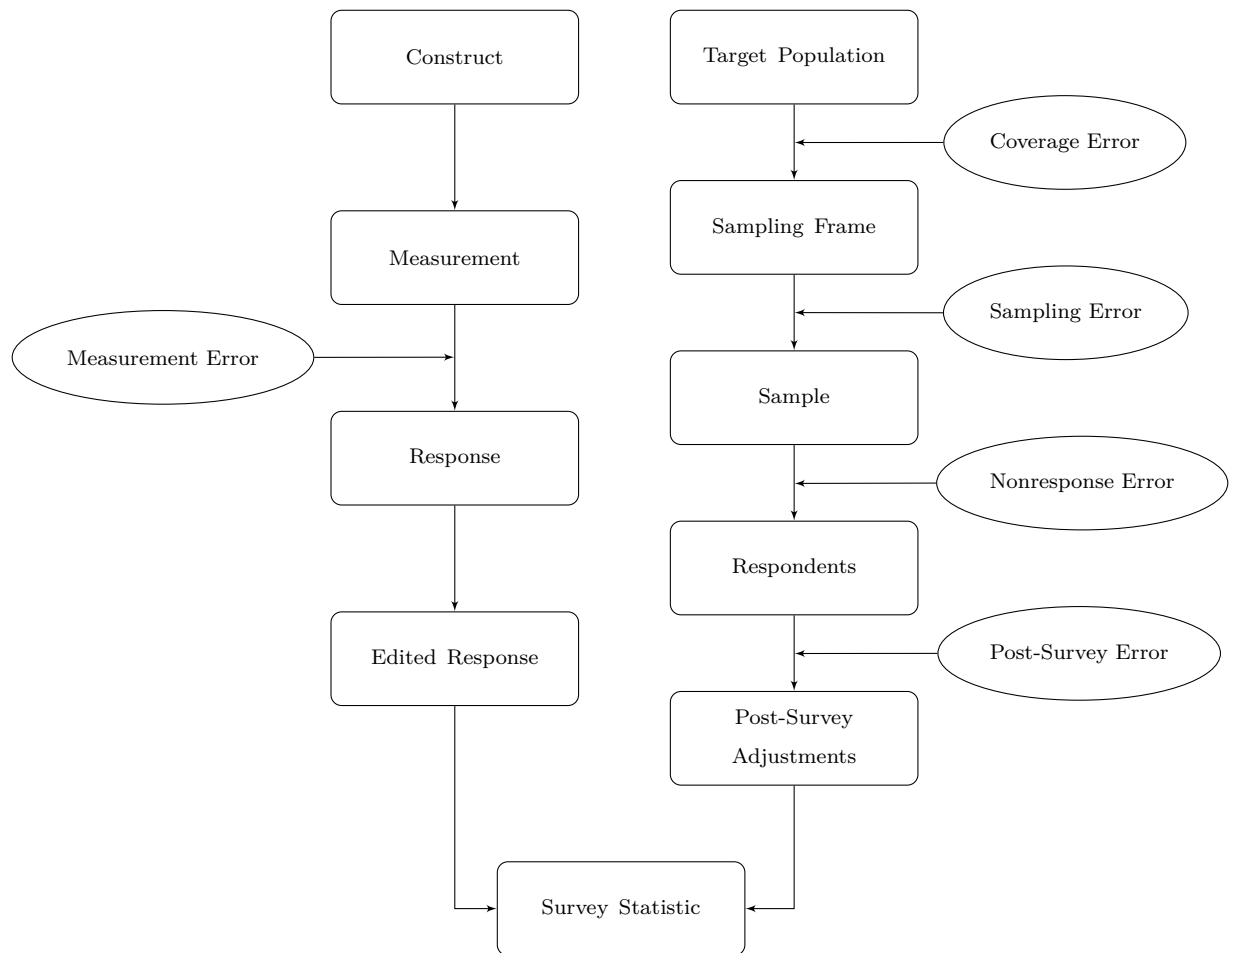 Construct
Target Population
Coverage Error
Sampling Frame
Measurement
Sampling Error
Measurement Error
Sample
Response
Nonresponse Error
Respondents
Edited Response
Post-Survey Error
Post-Survey
Adjustments
Survey Statistic